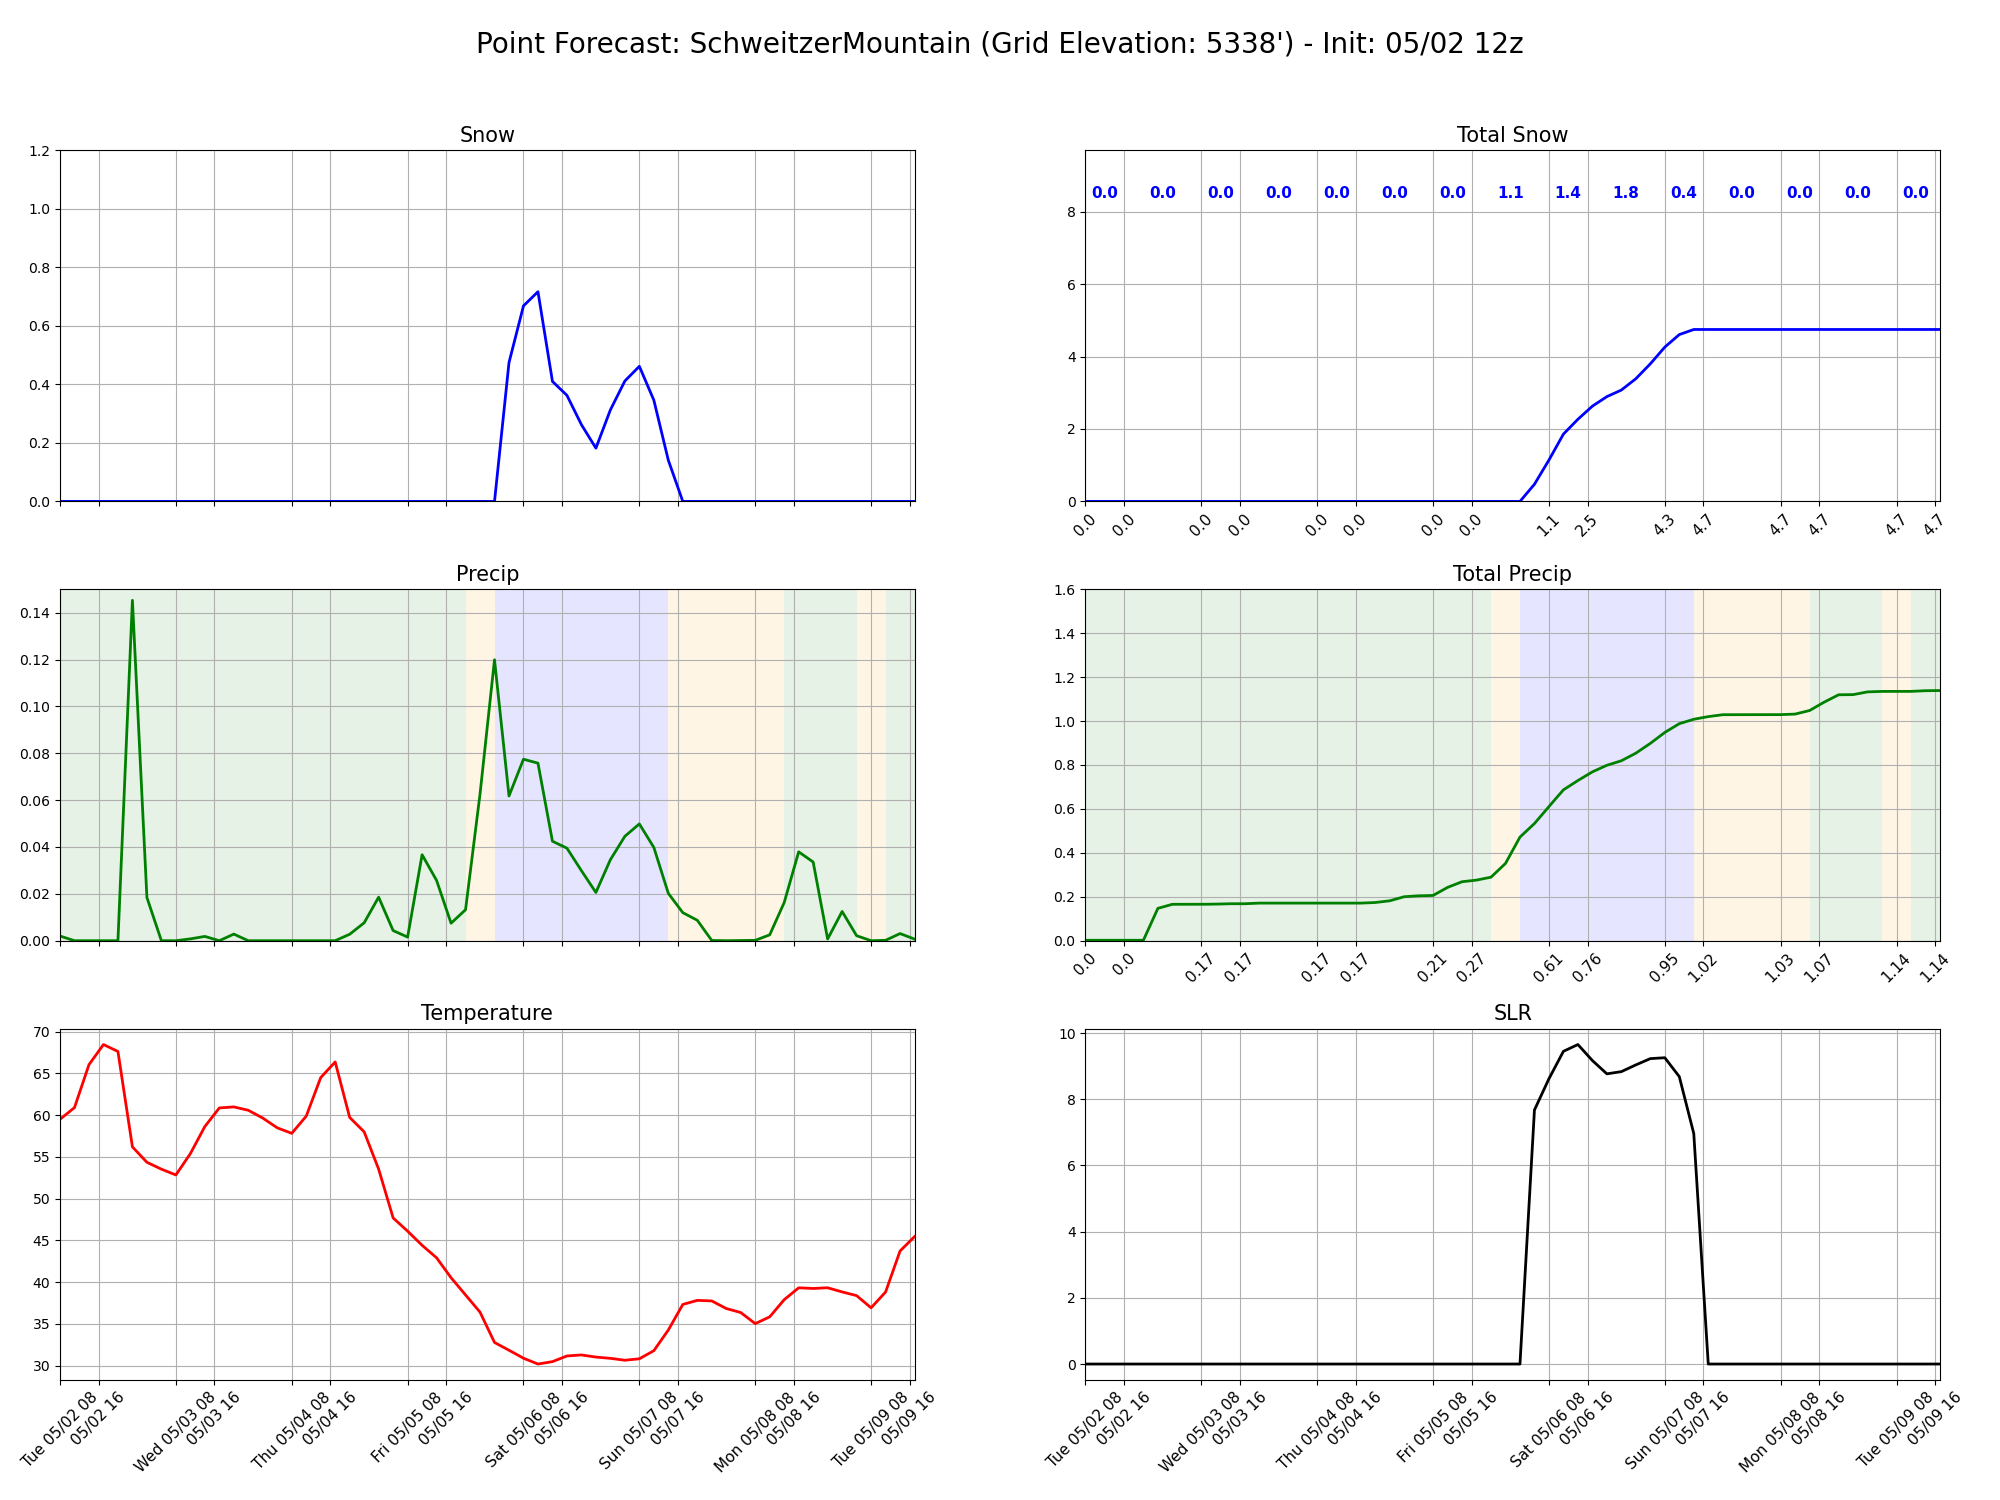 Point Forecast: SchweitzerMountain (Grid Elevation: 5338') - Init: 05/02 12z
Snow
1.2
1.0
0.8
0.6
0.4
0.2
0.0
Total Snow
0.0 0.0 0.0 0.0 0.0 0.0 0.0 1.1 1.4 1.8 0.4 0.0 0.0 0.0 0.0
8
6
4
2
0
0.0 0.0 0.0 0.0 0.0 0.0 0.0 0.0 1.1 2.5 4.3 4.7 4.7 4.7 4.7 4.7
Precip
0.14
0.12
0.10
0.08
0.06
0.04
0.02
0.00
Total Precip
1.6
1.4
1.2
1.0
0.8
0.6
0.4
0.2
0.0
0.0 0.0 0.17 0.17 0.17 0.17 0.21 0.27 0.61 0.76 0.95 1.02 1.03 1.07 1.14 1.14
Temperature
70
65
60
55
50
45
40
35
30
Tue 05/02 08
05/02 16
Wed 05/03 08
05/03 16
Thu 05/04 08
05/04 16
Fri 05/05 08
05/05 16
Sat 05/06 08
05/06 16
Sun 05/07 08
05/07 16
Mon 05/08 08
05/08 16
Tue 05/09 08
05/09 16
SLR
10
8
6
4
2
0
Tue 05/02 08
05/02 16
Wed 05/03 08
05/03 16
Thu 05/04 08
05/04 16
Fri 05/05 08
05/05 16
Sat 05/06 08
05/06 16
Sun 05/07 08
05/07 16
Mon 05/08 08
05/08 16
Tue 05/09 08
05/09 16